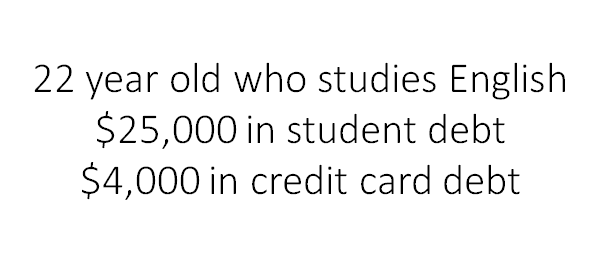 22 year old who studies English
$25,000 in student debt
$4,000 in credit card debt